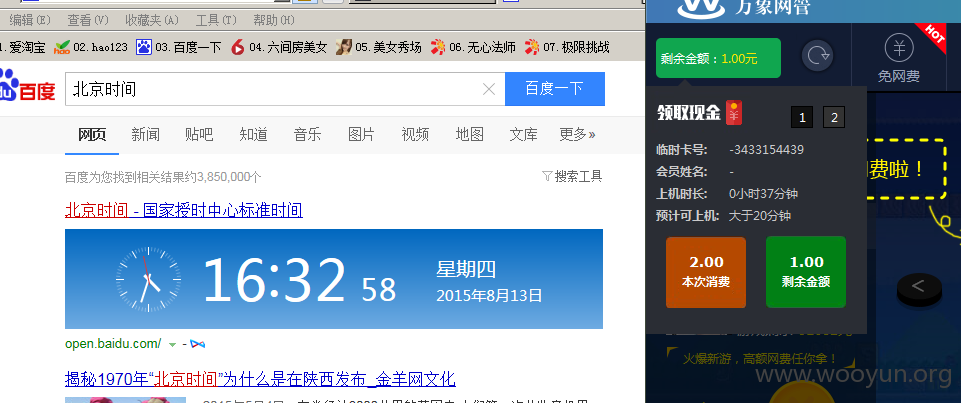 编辑(E) 查看(V) 收藏夹(A) 工具(T) 帮助(H)
1.爱淘宝 02. hao123 03. 百度一下 04. 六间房美女 05. 美女秀场 06. 无心法师 07. 极限挑战
du 百度 北京时间 百度一下
网页 新闻 贴吧 知道 音乐 图片 视频 地图 文库 更多»
百度为您找到相关结果约3,850,000个 搜索工具
北京时间 - 国家授时中心标准时间
16:32 58
星期四
2015年8月13日
open.baidu.com/
揭秘1970年“北京时间”为什么是在陕西发布_金羊网文化
万象网管
剩余金额：1.00元
HOT
免网费
领取现金 1 2
临时卡号: -3433154439
会员姓名: -
上机时长: 0小时37分钟
预计可上机: 大于20分钟
2.00 1.00
本次消费 剩余金额
费啦！
<
火爆新游，高额网费任你拿！
www.wooyun.org